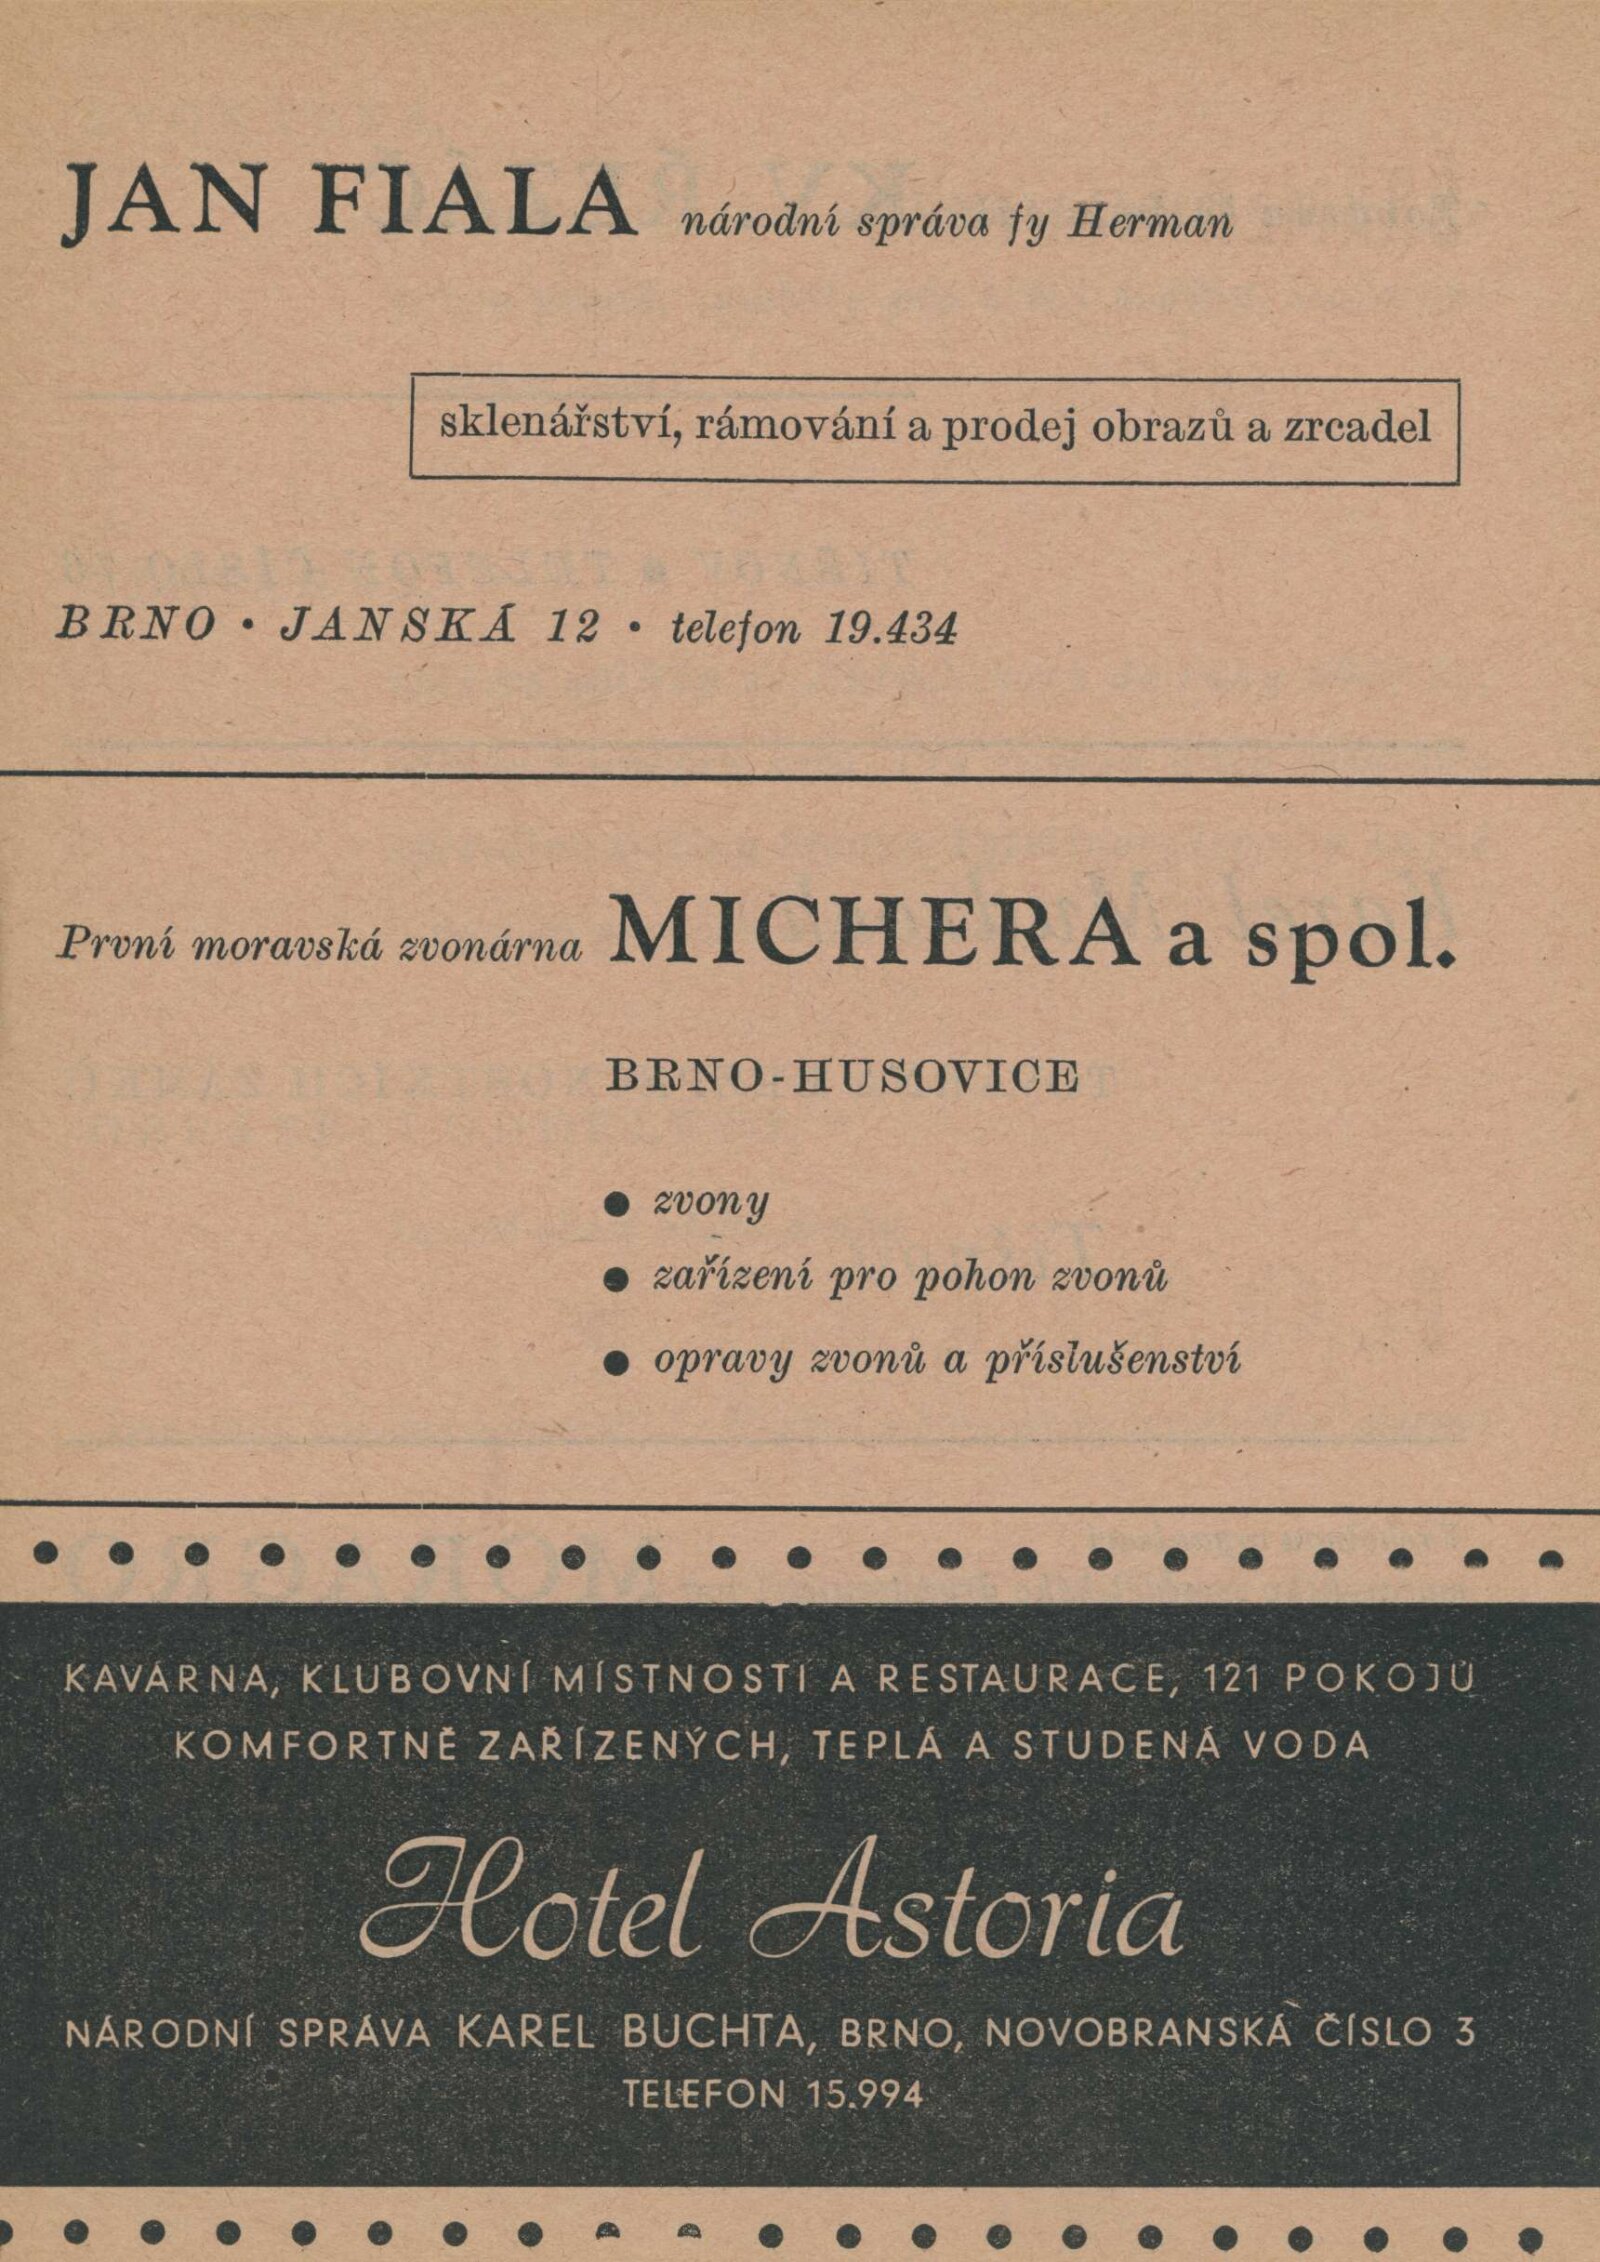 JAN FIALA národní správa fy Herman
sklenářství, rámování a prodej obrazů a zrcadel
BRNO • JANSKÁ 12 • telefon 19.434
První moravská zvonárna MICHERA a spol.
BRNO-HUSOVICE
● zvony
● zařízení pro pohon zvonů
● opravy zvonů a příslušenství
KAVÁRNA, KLUBOVNÍ MÍSTNOSTI A RESTAURACE, 121 POKOJŮ
KOMFORTNĚ ZAŘÍZENÝCH, TEPLÁ A STUDENÁ VODA
Hotel Astoria
NÁRODNÍ SPRÁVA KAREL BUCHTA, BRNO, NOVOBRANSKÁ ČÍSLO 3
TELEFON 15.994